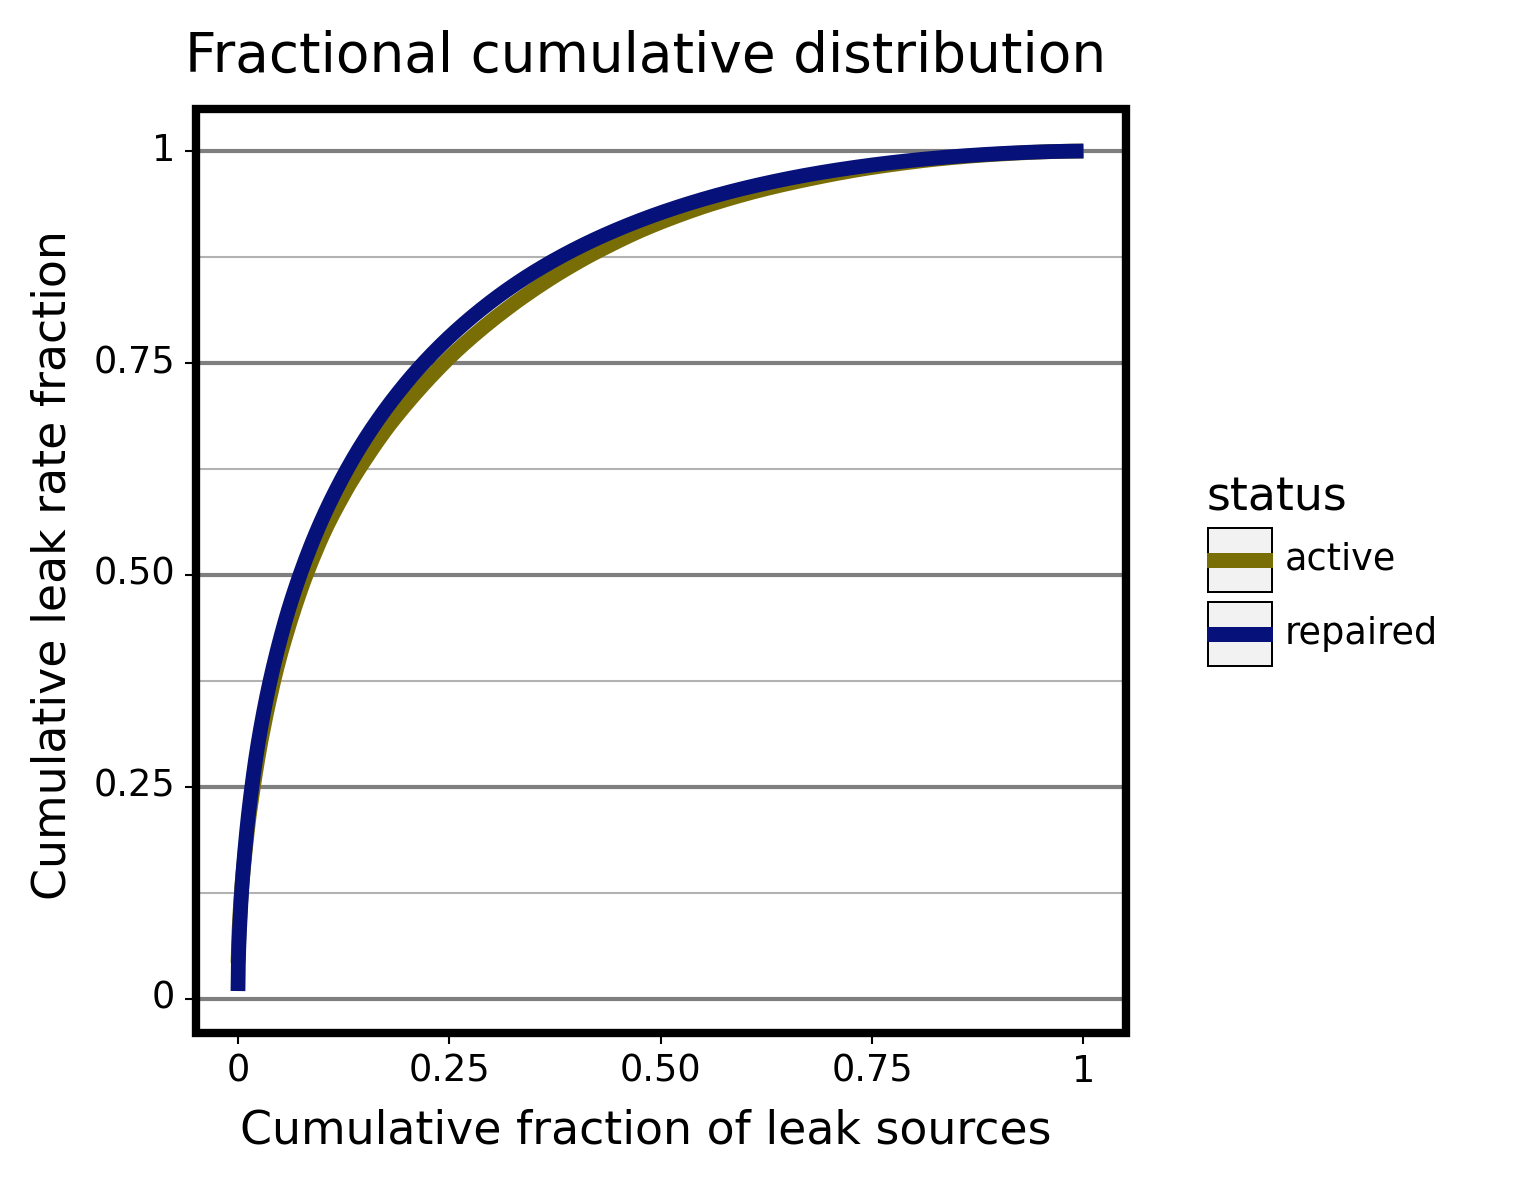 Fractional cumulative distribution
Cumulative leak rate fraction
1
0.75
0.50
0.25
0
0 0.25 0.50 0.75 1
Cumulative fraction of leak sources
status
active
repaired